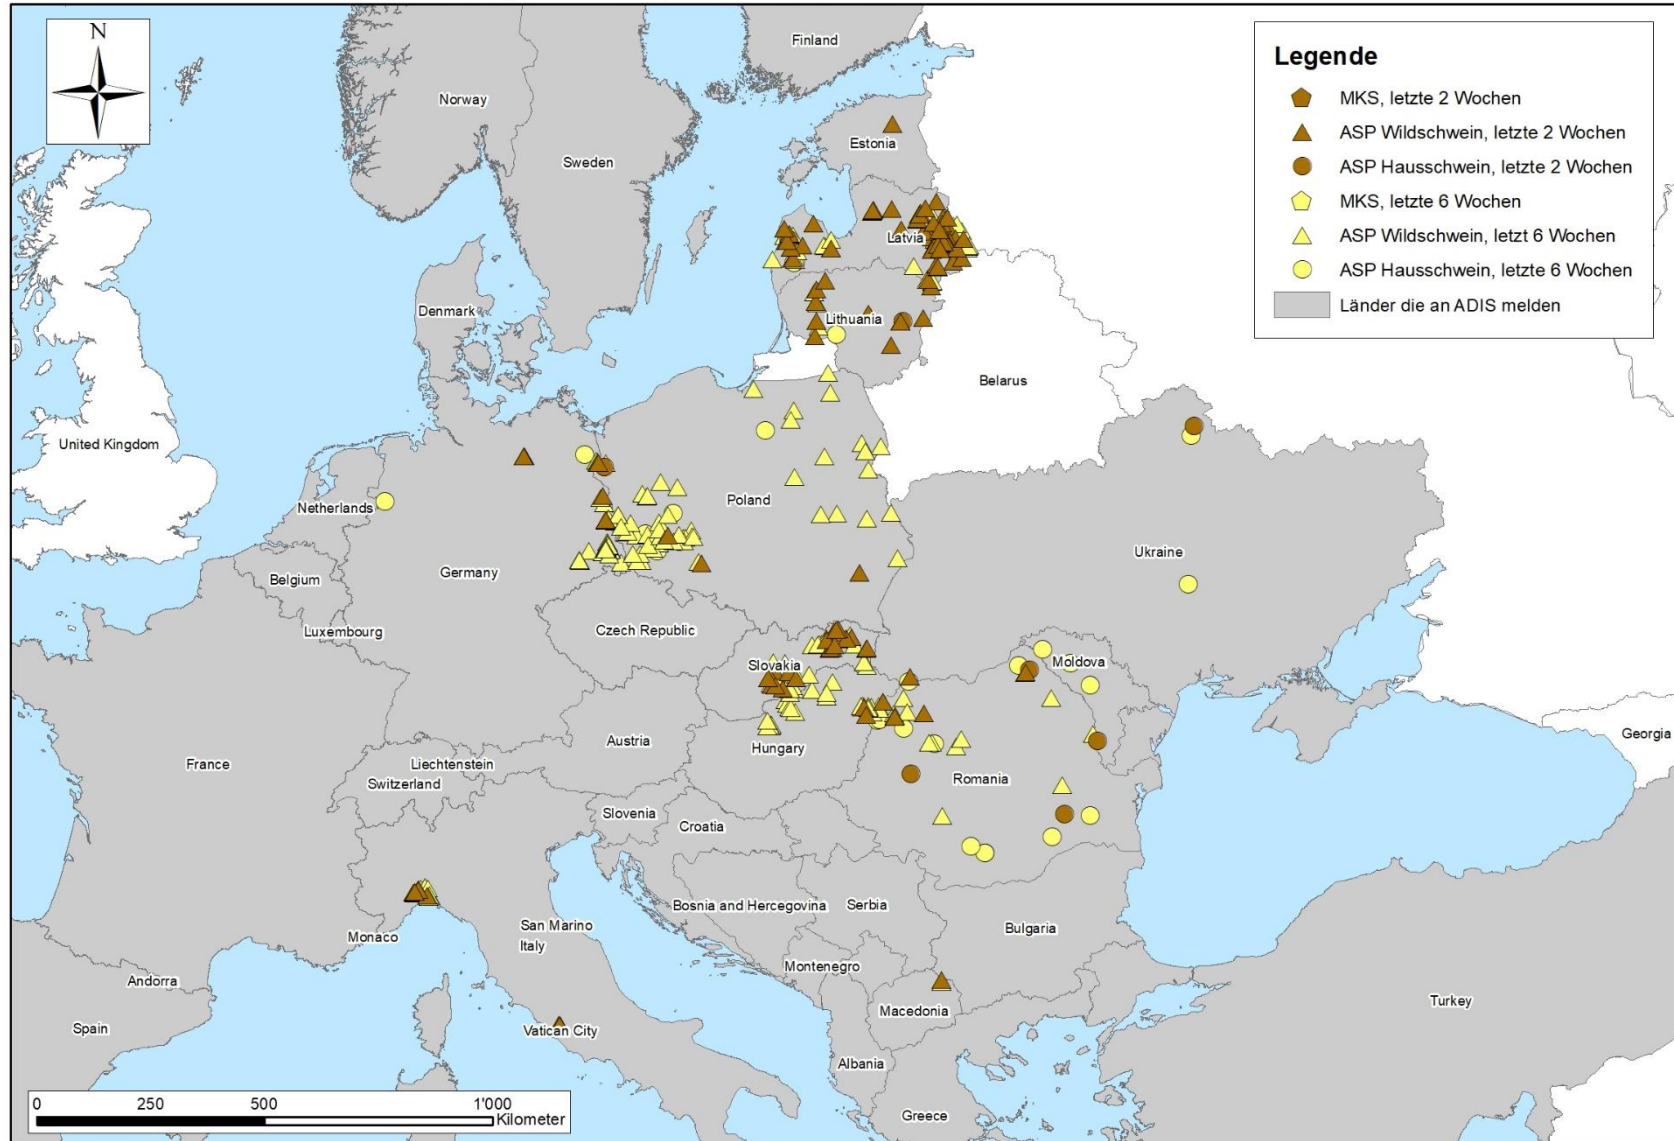 N
Legende
MKS, letzte 2 Wochen
ASP Wildschwein, letzte 2 Wochen
ASP Hausschwein, letzte 2 Wochen
MKS, letzte 6 Wochen
ASP Wildschwein, letzt 6 Wochen
ASP Hausschwein, letzte 6 Wochen
Länder die an ADIS melden
Finland
Norway
Sweden
Estonia
Latvia
Denmark
Lithuania
Belarus
United Kingdom
Netherlands
Poland
Ukraine
Germany
Belgium
Luxembourg
Czech Republic
Slovakia
Moldova
Austria
Hungary
Georgia
France
Liechtenstein
Switzerland
Romania
Slovenia
Croatia
Bosnia and Hercegovina
Serbia
San Marino
Italy
Monaco
Bulgaria
Montenegro
Andorra
Macedonia
Turkey
Spain
Vatican City
Albania
Greece
0 250 500 1'000
Kilometer